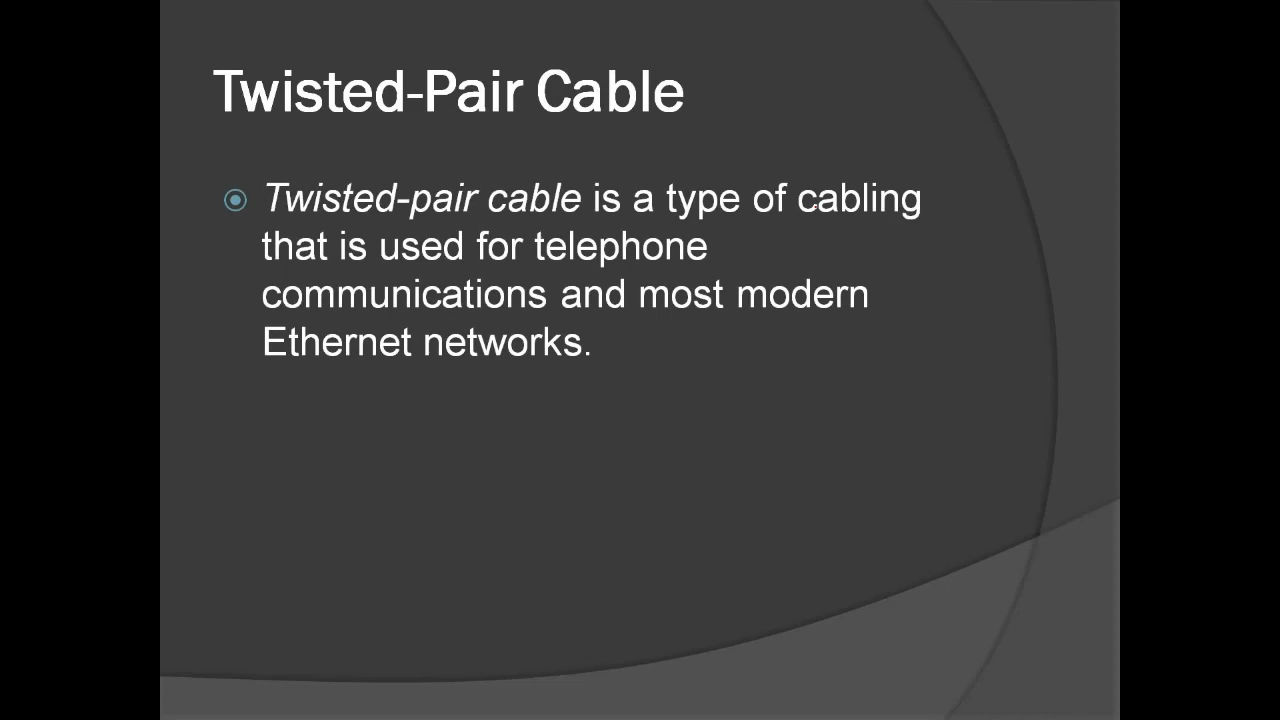 Twisted-Pair Cable
Twisted-pair cable is a type of cabling
that is used for telephone
communications and most modern
Ethernet networks.